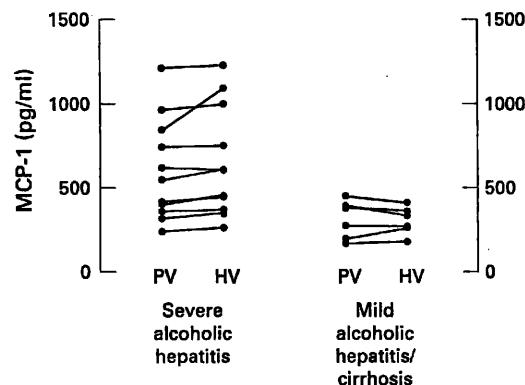 1500
1500
MCP-1 (pg/ml)
1000
1000
500
500
0
0
PV HV
PV HV
Severe
alcoholic
hepatitis
Mild
alcoholic
hepatitis/
cirrhosis